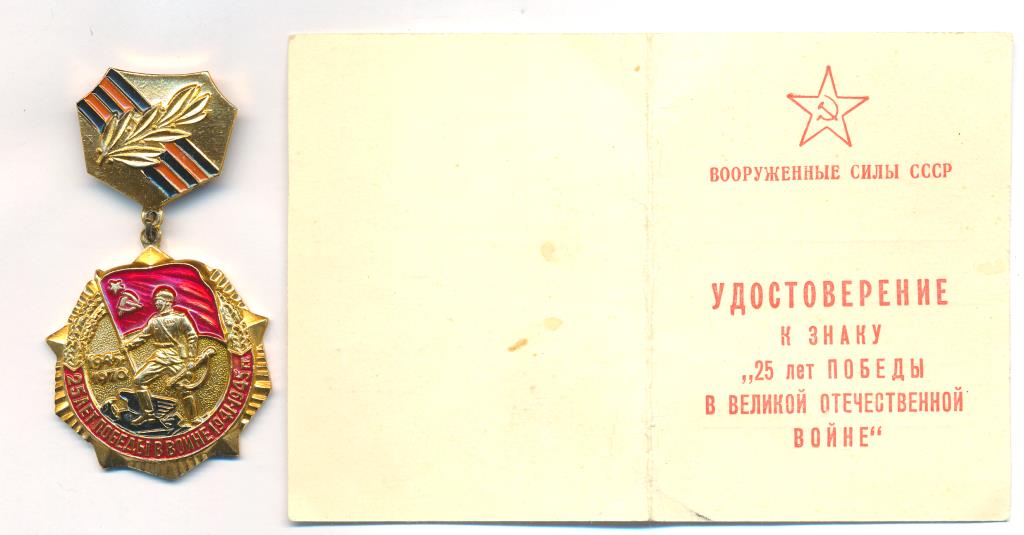 1945
1970
25 ЛЕТ ПОБЕДЫ В ВОЙНЕ 1941-1945 гг.
ВООРУЖЕННЫЕ СИЛЫ СССР
УДОСТОВЕРЕНИЕ
К ЗНАКУ
„25 лет ПОБЕДЫ
В ВЕЛИКОЙ ОТЕЧЕСТВЕННОЙ
ВОЙНЕ“